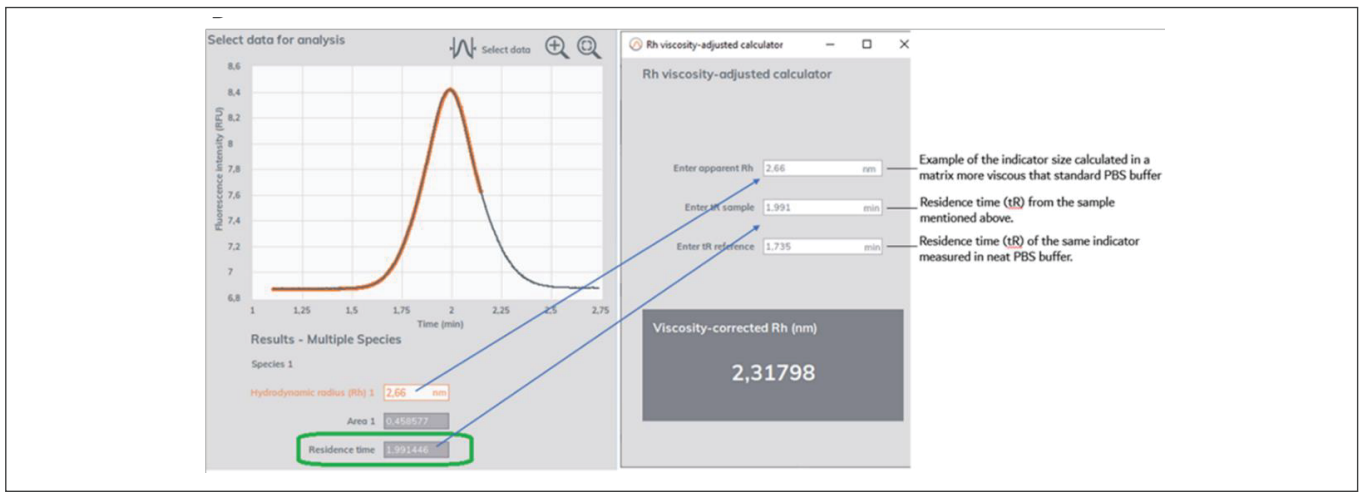 Select data for analysis
Select data
Fluorescence intensity (RFU)
8,6
8,4
8,2
8
7,8
7,6
7,4
7,2
7
6,8
1 1,25 1,5 1,75 2 2,25 2,5 2,75
Time (min)
Results - Multiple Species
Species 1
Hydrodynamic radius (Rh) 1 2,66 nm
Area 1 0.458577
Residence time 1.991446
Rh viscosity-adjusted calculator
Rh viscosity-adjusted calculator
Enter apparent Rh 2,66 nm
Enter tR sample 1.991 min
Enter tR reference 1,735 min
Viscosity-corrected Rh (nm)
2,31798
Example of the indicator size calculated in a
matrix more viscous that standard PBS buffer
Residence time (tR) from the sample
mentioned above.
Residence time (tR) of the same indicator
measured in neat PBS buffer.